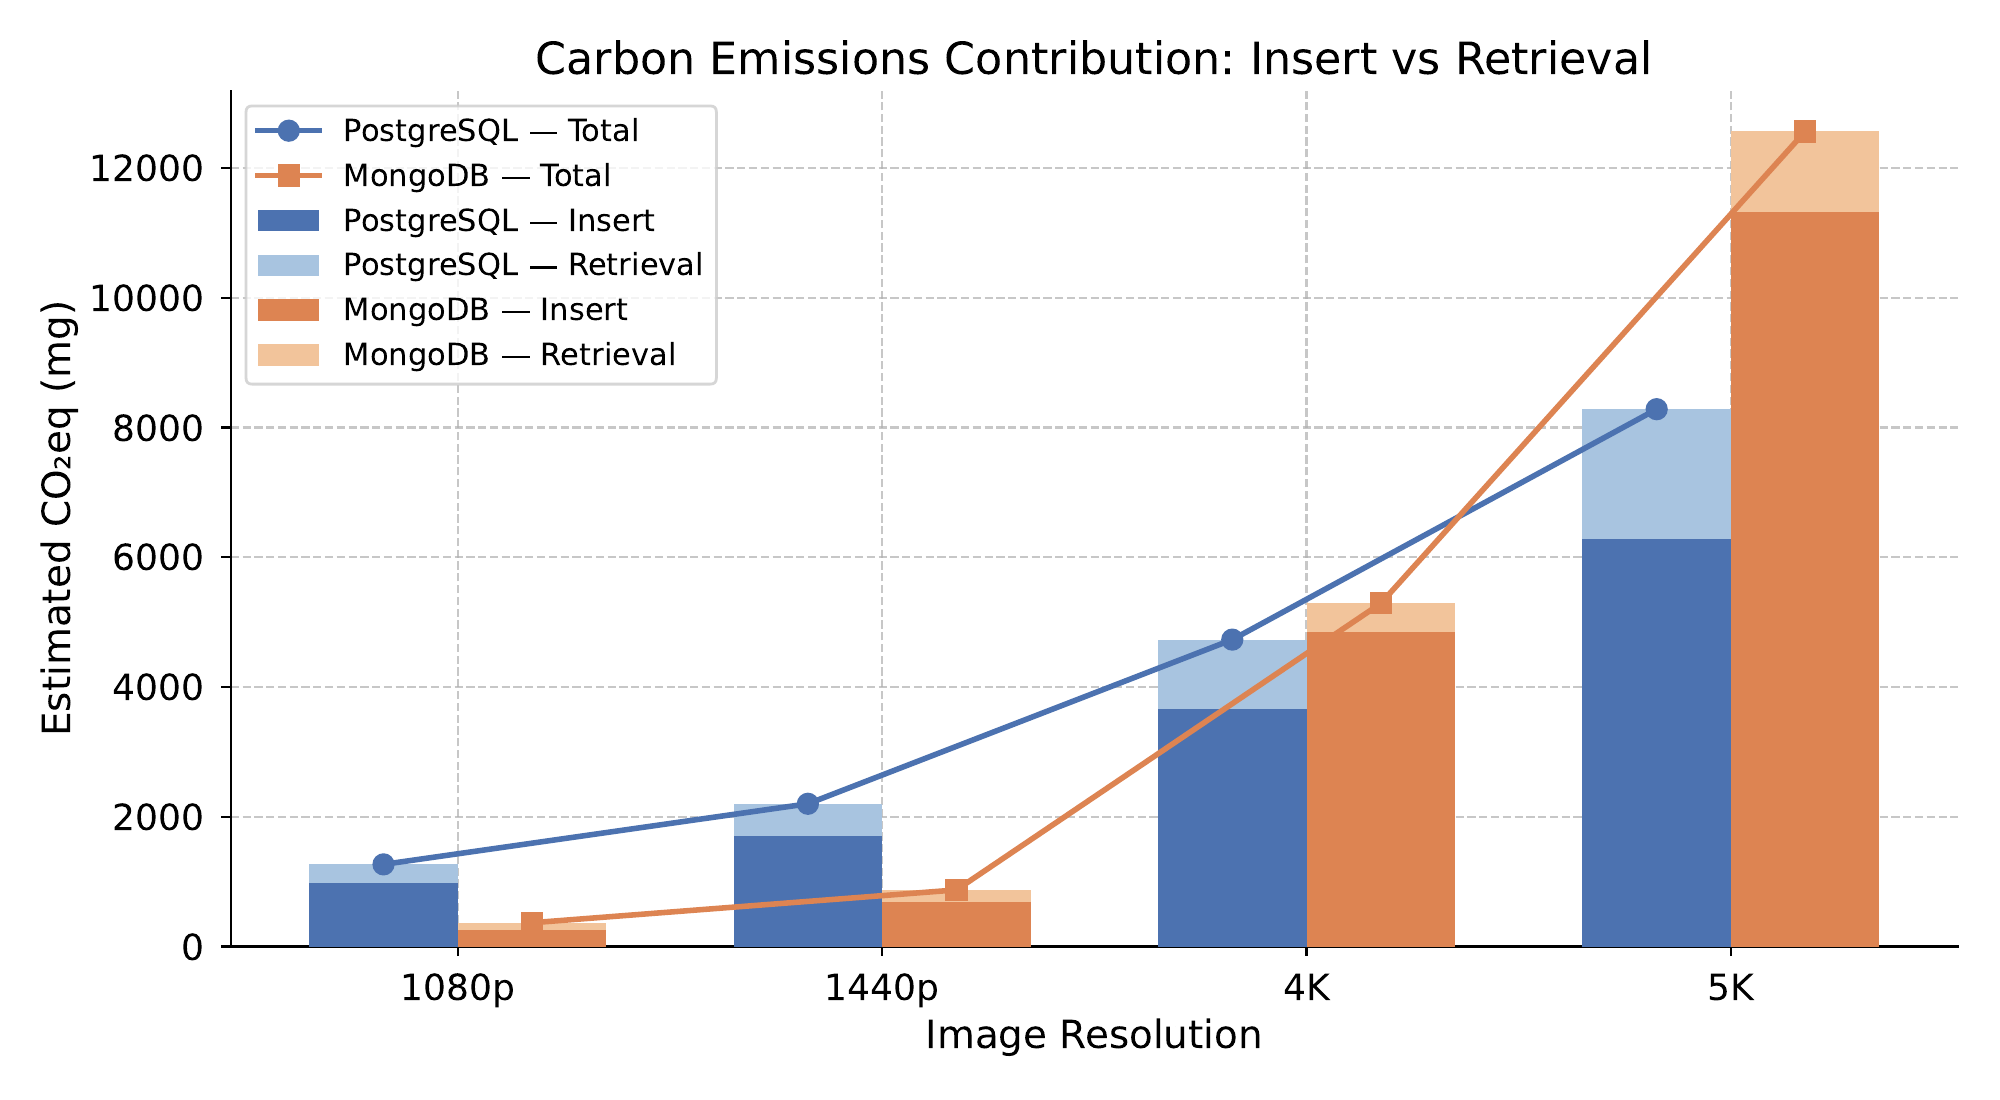 Carbon Emissions Contribution: Insert vs Retrieval
PostgreSQL — Total
MongoDB — Total
PostgreSQL — Insert
PostgreSQL — Retrieval
MongoDB — Insert
MongoDB — Retrieval
Estimated CO₂eq (mg)
12000
10000
8000
6000
4000
2000
0
1080p
1440p
4K
5K
Image Resolution